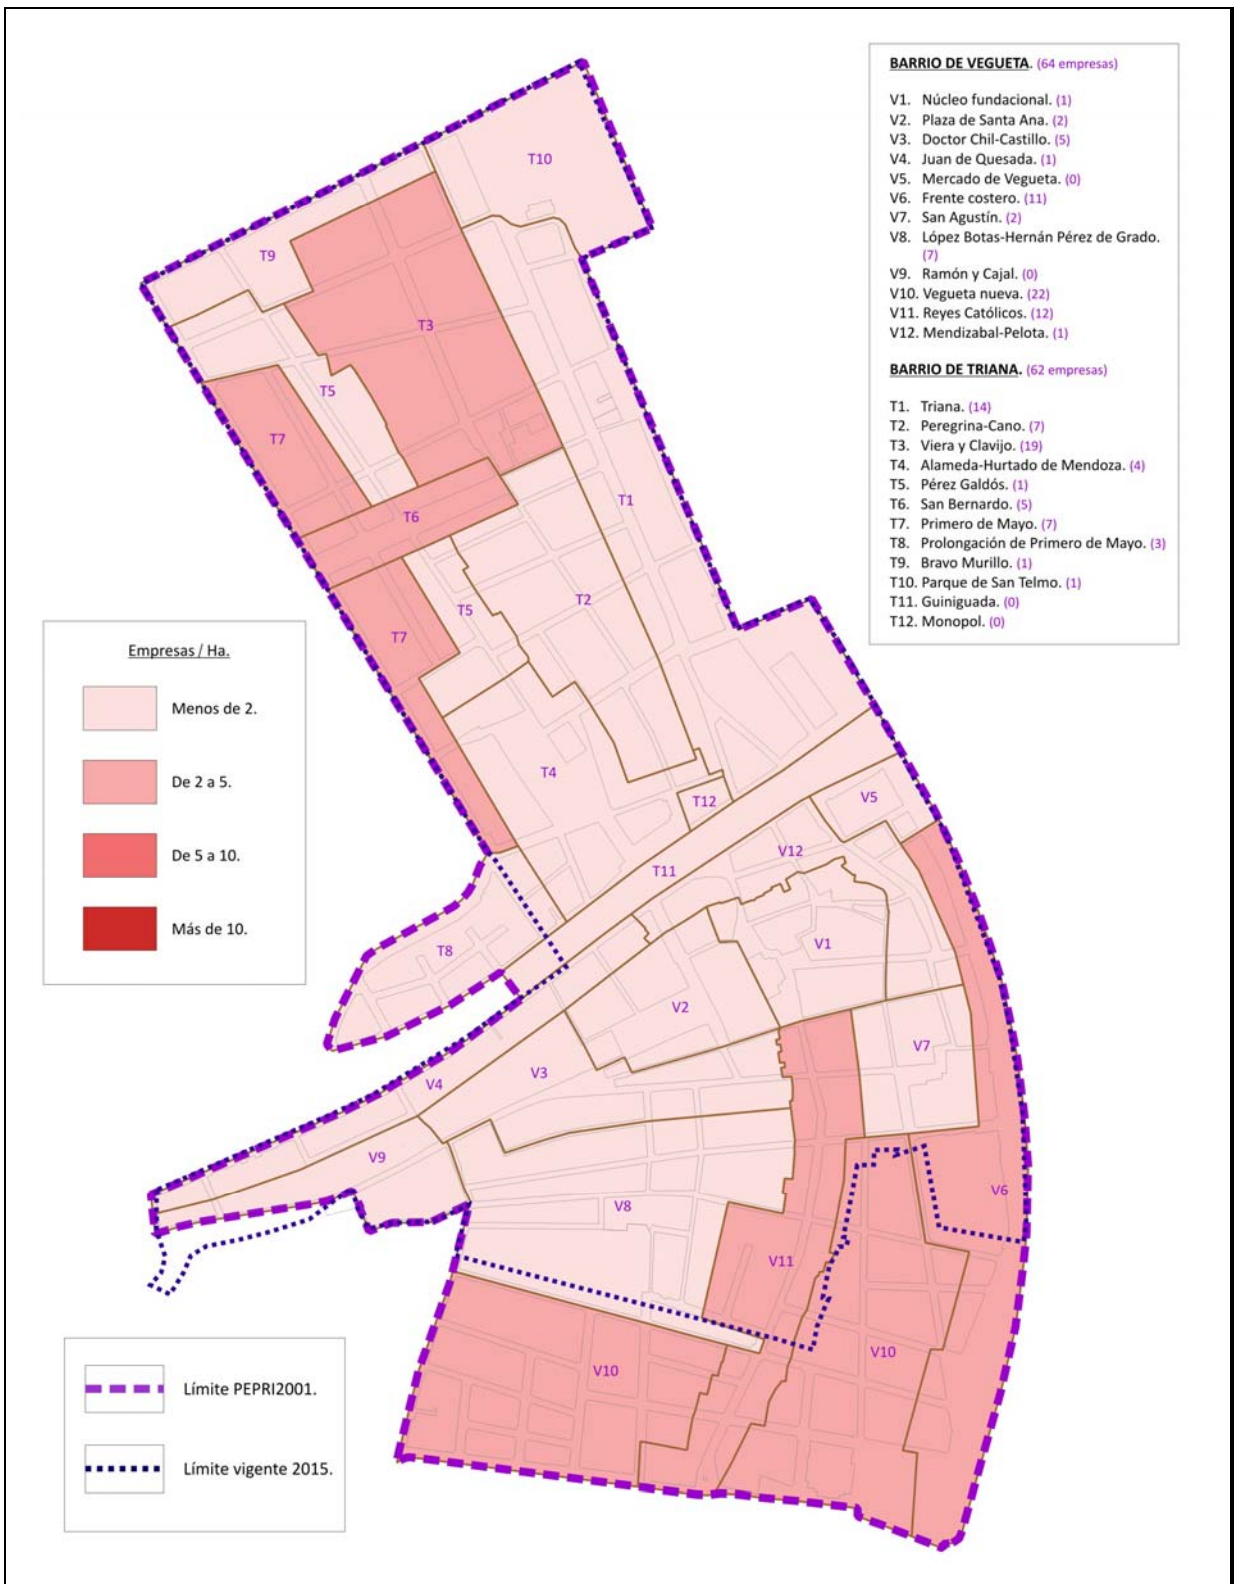 BARRIO DE VEGUETA. (64 empresas)
V1. Núcleo fundacional. (1)
V2. Plaza de Santa Ana. (2)
V3. Doctor Chil-Castillo. (5)
V4. Juan de Quesada. (1)
V5. Mercado de Vegueta. (0)
V6. Frente costero. (11)
V7. San Agustín. (2)
V8. López Botas-Hernán Pérez de Grado.
(7)
V9. Ramón y Cajal. (0)
V10. Vegueta nueva. (22)
V11. Reyes Católicos. (12)
V12. Mendizabal-Pelota. (1)
BARRIO DE TRIANA. (62 empresas)
T1. Triana. (14)
T2. Peregrina-Cano. (7)
T3. Viera y Clavijo. (19)
T4. Alameda-Hurtado de Mendoza. (4)
T5. Pérez Galdós. (1)
T6. San Bernardo. (5)
T7. Primero de Mayo. (7)
T8. Prolongación de Primero de Mayo. (3)
T9. Bravo Murillo. (1)
T10. Parque de San Telmo. (1)
T11. Guiniguada. (0)
T12. Monopol. (0)
T10
T9
T3
T5
T7
T1
T6
T2
T5
T7
T4
T12
V5
V12
T11
V1
T8
V2
V7
V3
V4
V9
V6
V8
V11
V10
V10
Empresas / Ha.
Menos de 2.
De 2 a 5.
De 5 a 10.
Más de 10.
Límite PEPRI2001.
Límite vigente 2015.